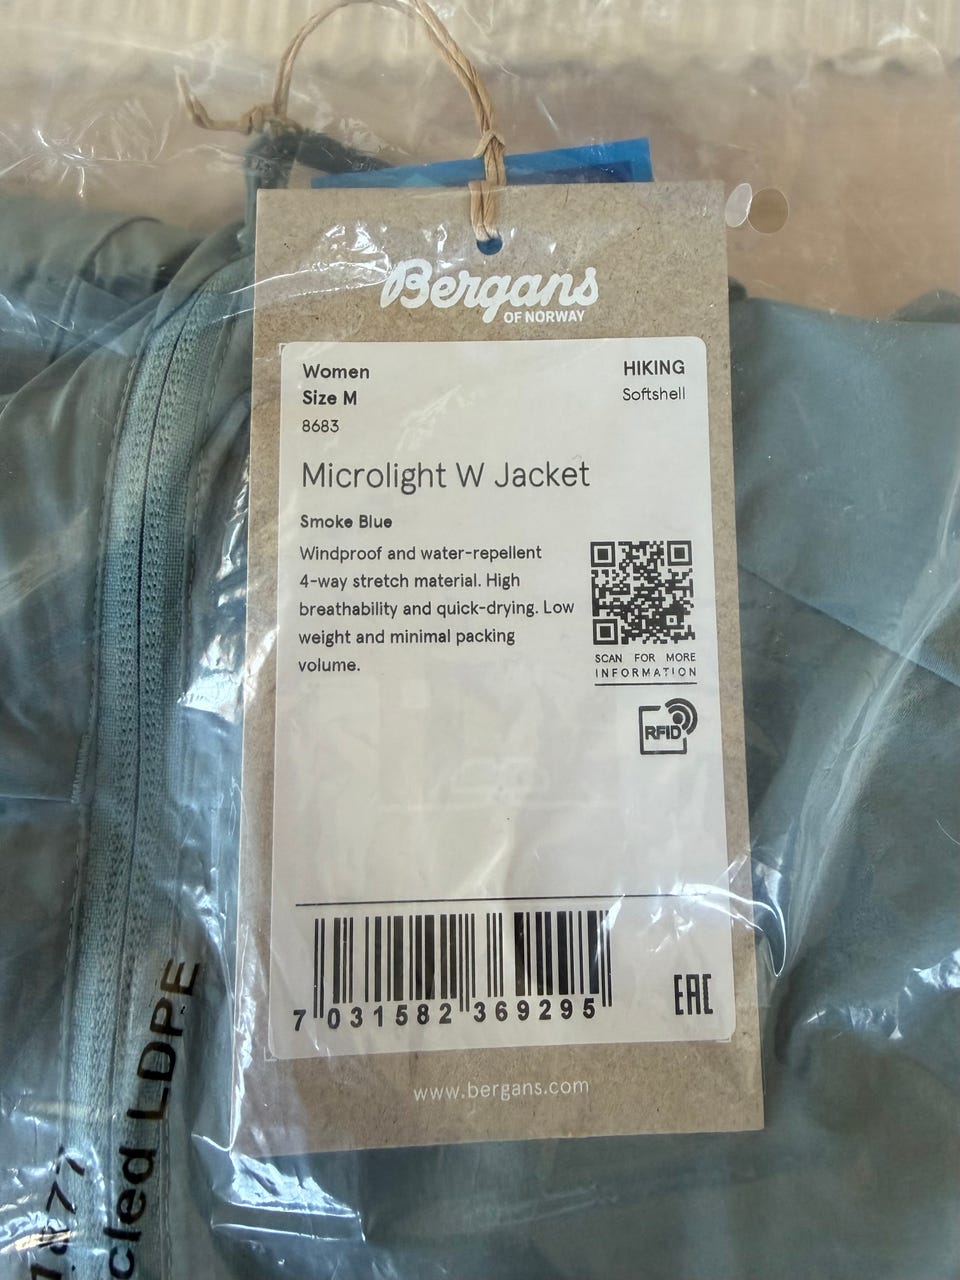 Bergans
OF NORWAY
Women
HIKING
Size M
Softshell
8683
Microlight W Jacket
Smoke Blue
Windproof and water-repellent
4-way stretch material. High
breathability and quick-drying. Low
weight and minimal packing
volume.
SCAN FOR MORE
INFORMATION
RFID
7 031582 369295
EAC
www.bergans.com
cled LDPE